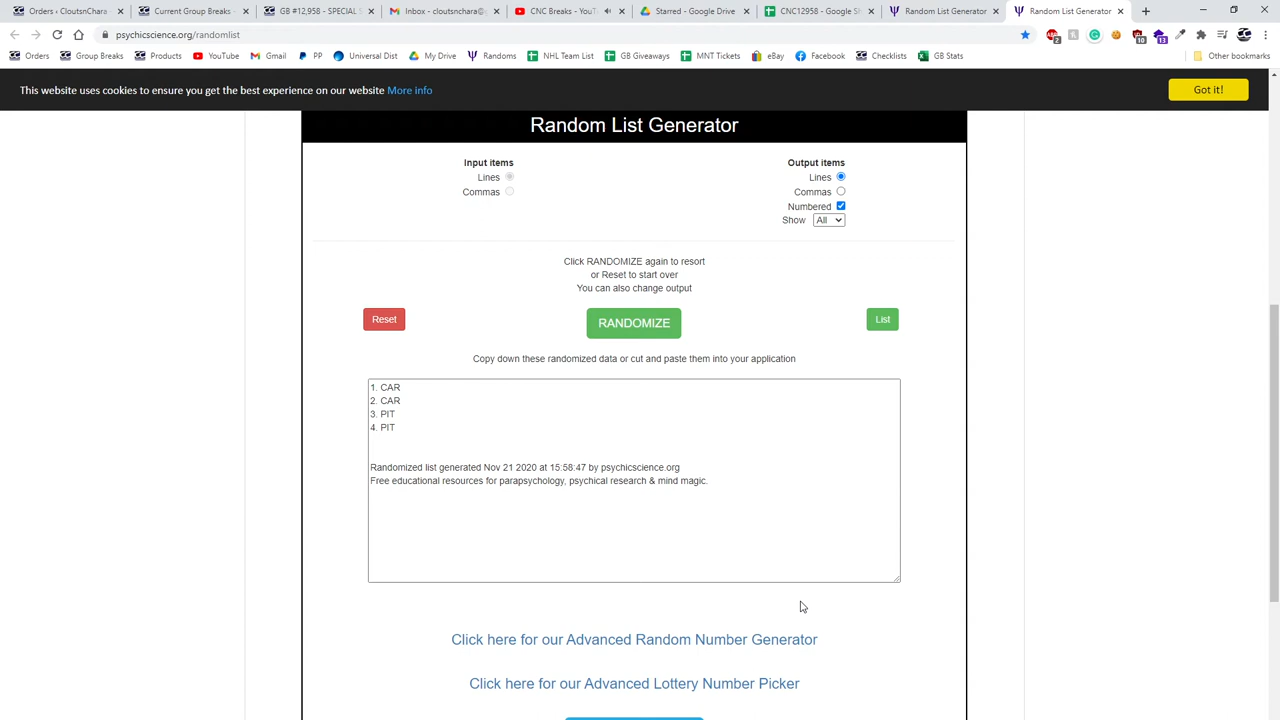 Orders ‹ CloutsnChara
Current Group Breaks –
GB #12,958 - SPECIAL
Inbox - cloutsnchara@
CNC Breaks - YouT
Starred - Google Drive
CNC12958 - Google Sh
Random List Generator
Random List Generator
psychicscience.org/randomlist
2
10
13
Orders
Group Breaks
Products
YouTube
Gmail
PP
Universal Dist
My Drive
Randoms
NHL Team List
GB Giveaways
MNT Tickets
eBay
Facebook
Checklists
GB Stats
Other bookmarks
This website uses cookies to ensure you get the best experience on our website More info
Got it!
Random List Generator
Input items
Output items
Lines
Lines
Commas
Commas
Numbered
Show All
Click RANDOMIZE again to resort
or Reset to start over
You can also change output
Reset
RANDOMIZE
List
Copy down these randomized data or cut and paste them into your application
1. CAR
2. CAR
3. PIT
4. PIT
Randomized list generated Nov 21 2020 at 15:58:47 by psychicscience.org
Free educational resources for parapsychology, psychical research & mind magic.
Click here for our Advanced Random Number Generator
Click here for our Advanced Lottery Number Picker